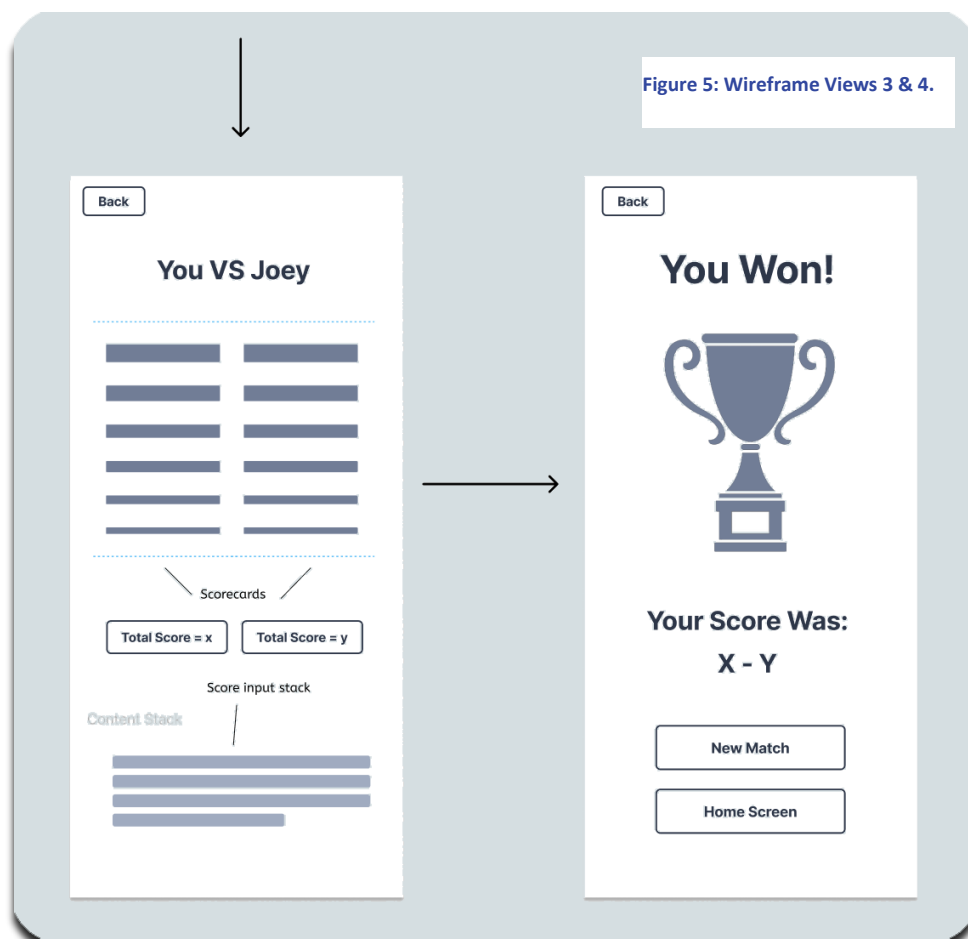 Figure 5: Wireframe Views 3 & 4.
Back
You VS Joey
Scorecards
Total Score = x
Total Score = y
Score input stack
Content Stack
Back
You Won!
Your Score Was:
X - Y
New Match
Home Screen